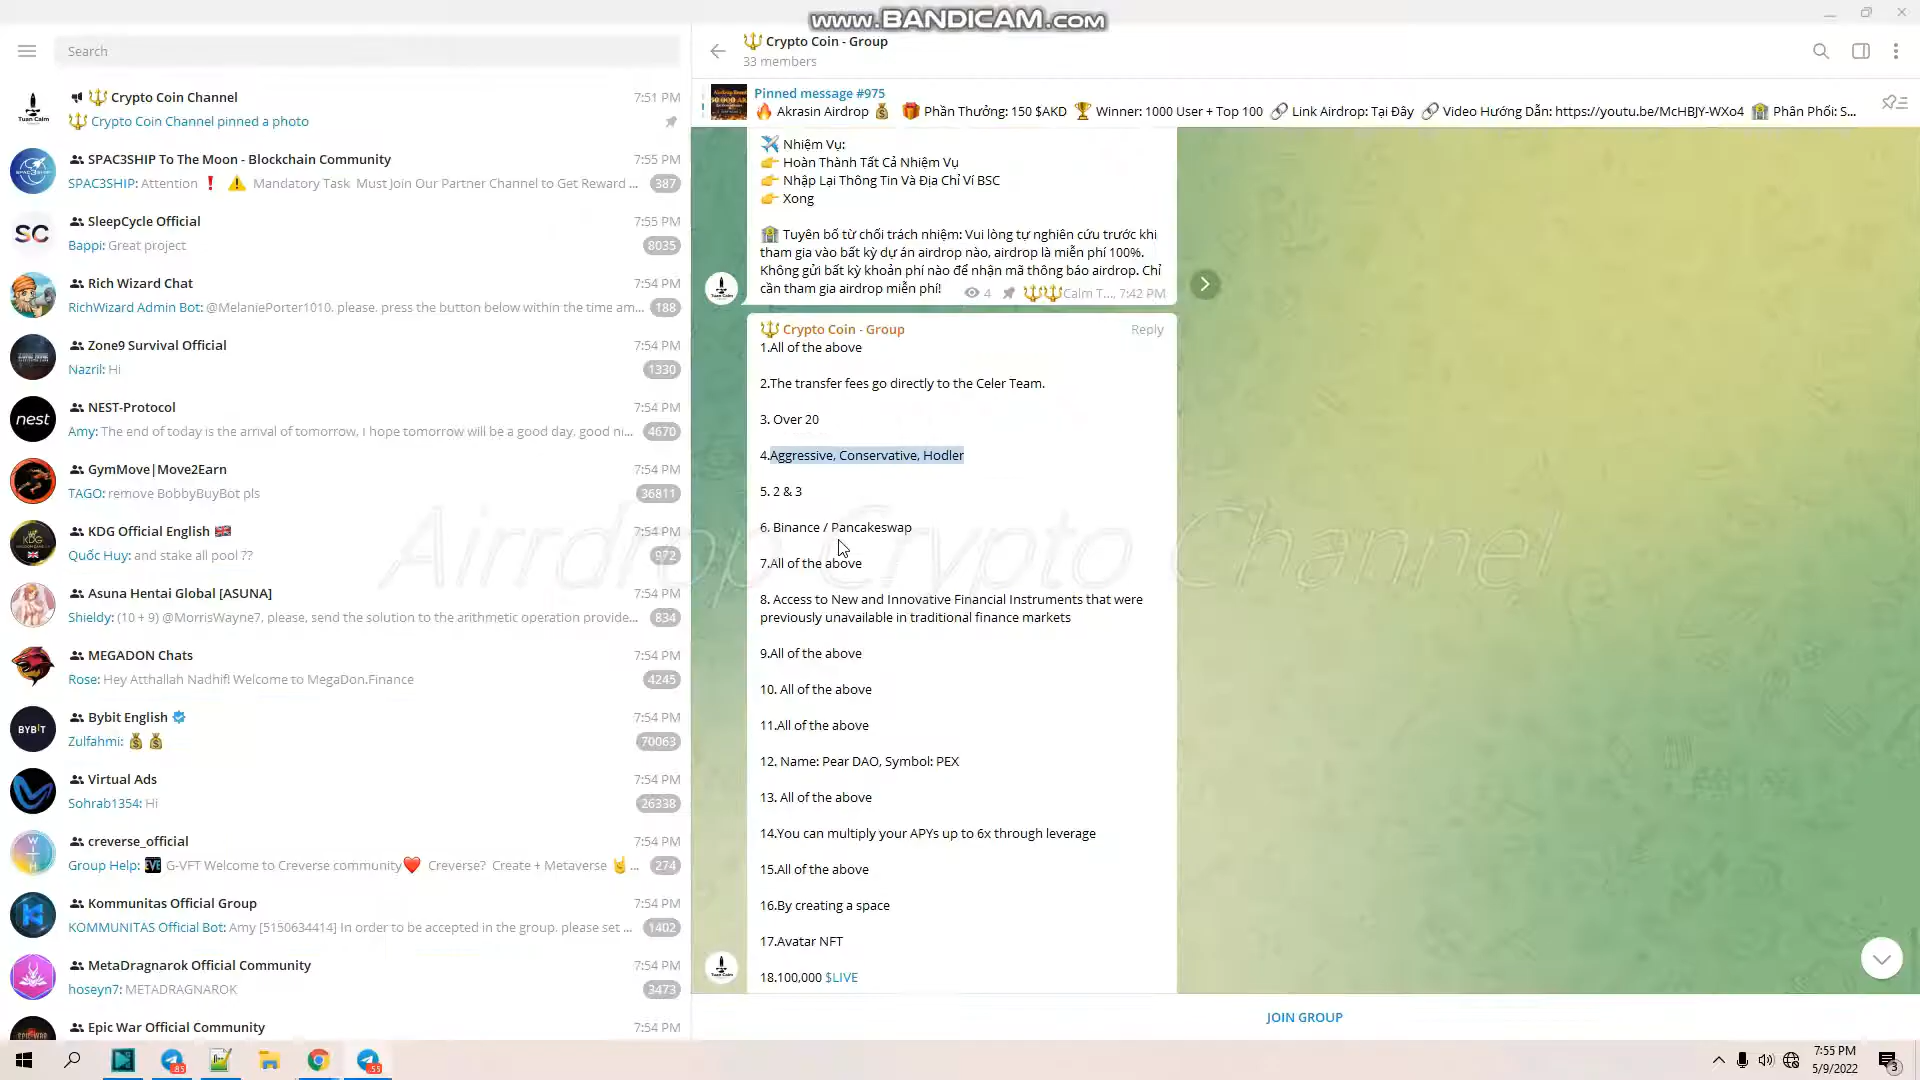 www.BANDICAM.com
Search
Crypto Coin Channel
7:51 PM
Crypto Coin Channel pinned a photo
SPAC3SHIP To The Moon - Blockchain Community
7:55 PM
SPAC3SHIP: Attention ❗ ⚠️ Mandatory Task Must Join Our Partner Channel to Get Reward ...
387
SleepCycle Official
7:55 PM
Bappi: Great project
8035
Rich Wizard Chat
7:54 PM
RichWizard Admin Bot: @MelaniePorter1010, please, press the button below within the time am...
188
Zone9 Survival Official
7:54 PM
Nazril: Hi
1330
NEST-Protocol
7:54 PM
Amy: The end of today is the arrival of tomorrow, I hope tomorrow will be a good day, good ni...
4670
GymMove|Move2Earn
7:54 PM
TAGO: remove BobbyBuyBot pls
36811
KDG Official English 🇬🇧
7:54 PM
Quốc Huy: and stake all pool ??
972
Asuna Hentai Global [ASUNA]
7:54 PM
Shieldy: (10 + 9) @MorrisWayne7, please, send the solution to the arithmetic operation provide...
834
MEGADON Chats
7:54 PM
Rose: Hey Atthallah Nadhif! Welcome to MegaDon.Finance
4245
Bybit English
7:54 PM
Zulfahmi: 💰 💰
70063
Virtual Ads
7:54 PM
Sohrab1354: Hi
26338
creverse_official
7:54 PM
Group Help: G-VFT Welcome to Creverse community❤️ Creverse? Create + Metaverse 🤘...
274
Kommunitas Official Group
7:54 PM
KOMMUNITAS Official Bot: Amy [5150634414] In order to be accepted in the group, please set ...
1402
MetaDragnarok Official Community
7:54 PM
hoseyn7: METADRAGNAROK
3473
Epic War Official Community
7:54 PM
SC
nest
KDG
BYBIT
Tuan Calm
🔱 Crypto Coin - Group
33 members
Pinned message #975
🔥 Akrasin Airdrop 💰 🎁 Phần Thưởng: 150 $AKD 🏆 Winner: 1000 User + Top 100 🔗 Link Airdrop: Tại Đây 🔗 Video Hướng Dẫn: https://youtu.be/McHBJY-WXo4 🏦 Phân Phối: S...
✈️ Nhiệm Vụ:
👉 Hoàn Thành Tất Cả Nhiệm Vụ
👉 Nhập Lại Thông Tin Và Địa Chỉ Ví BSC
👉 Xong
🏦 Tuyên bố từ chối trách nhiệm: Vui lòng tự nghiên cứu trước khi
tham gia vào bất kỳ dự án airdrop nào, airdrop là miễn phí 100%.
Không gửi bất kỳ khoản phí nào để nhận mã thông báo airdrop. Chỉ
cần tham gia airdrop miễn phí!
4
🔱🔱Calm T..., 7:42 PM
🔱 Crypto Coin - Group
Reply
1.All of the above
2.The transfer fees go directly to the Celer Team.
3. Over 20
4.Aggressive, Conservative, Hodler
5. 2 & 3
6. Binance / Pancakeswap
7.All of the above
8. Access to New and Innovative Financial Instruments that were
previously unavailable in traditional finance markets
9.All of the above
10. All of the above
11.All of the above
12. Name: Pear DAO, Symbol: PEX
13. All of the above
14.You can multiply your APYs up to 6x through leverage
15.All of the above
16.By creating a space
17.Avatar NFT
18.100,000 $LIVE
Airrdrop Crypto Channel
JOIN GROUP
7:55 PM
5/9/2022